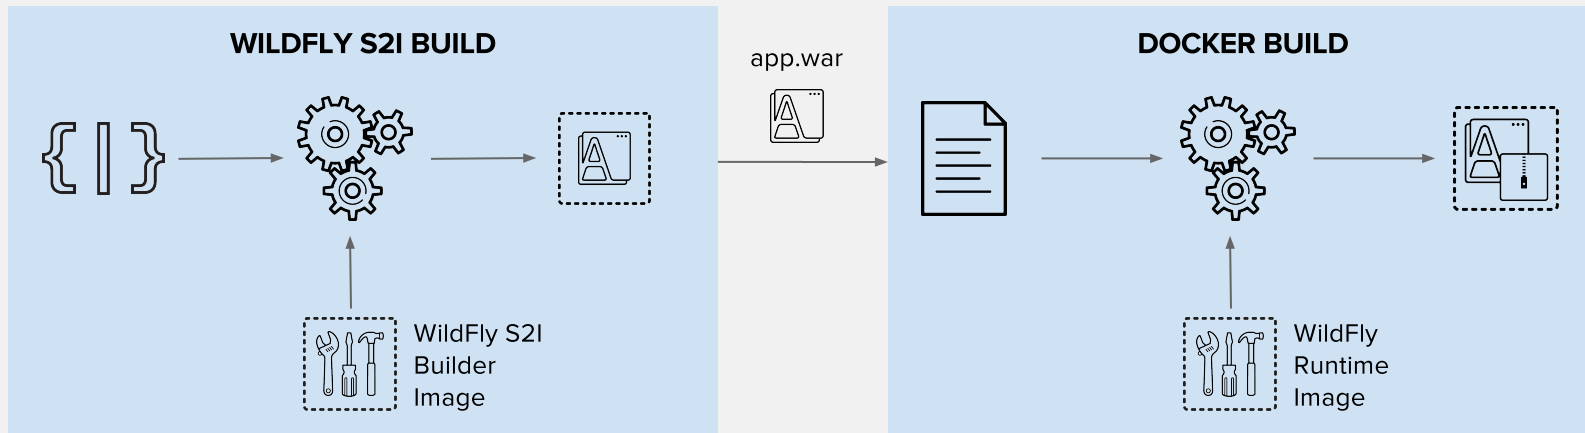 WILDFLY S2I BUILD
app.war
DOCKER BUILD
WildFly S2I
Builder
Image
WildFly
Runtime
Image